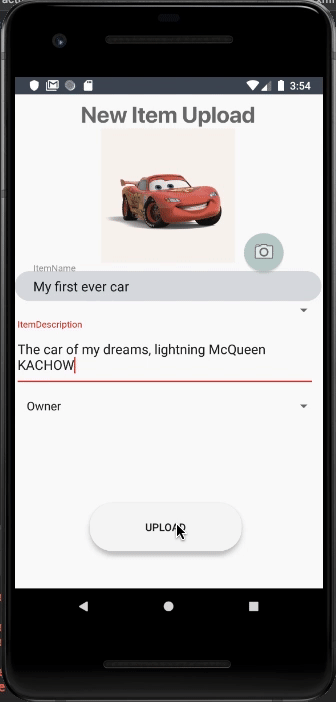 3:54
New Item Upload
ItemName
My first ever car
ItemDescription
The car of my dreams, lightning McQueen
KACHOW
Owner
UPLOAD